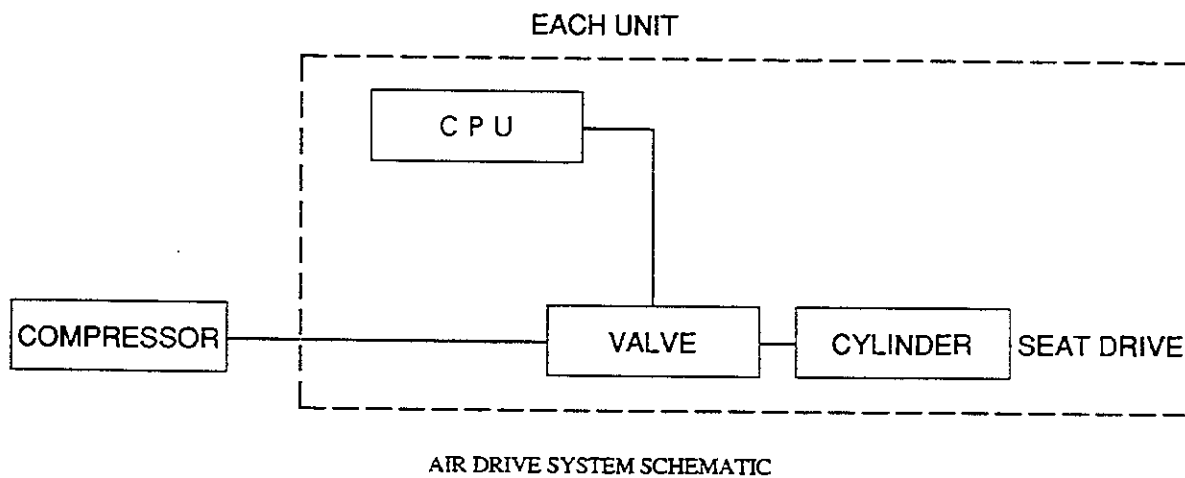 EACH UNIT
C P U
COMPRESSOR
VALVE
CYLINDER
SEAT DRIVE
AIR DRIVE SYSTEM SCHEMATIC